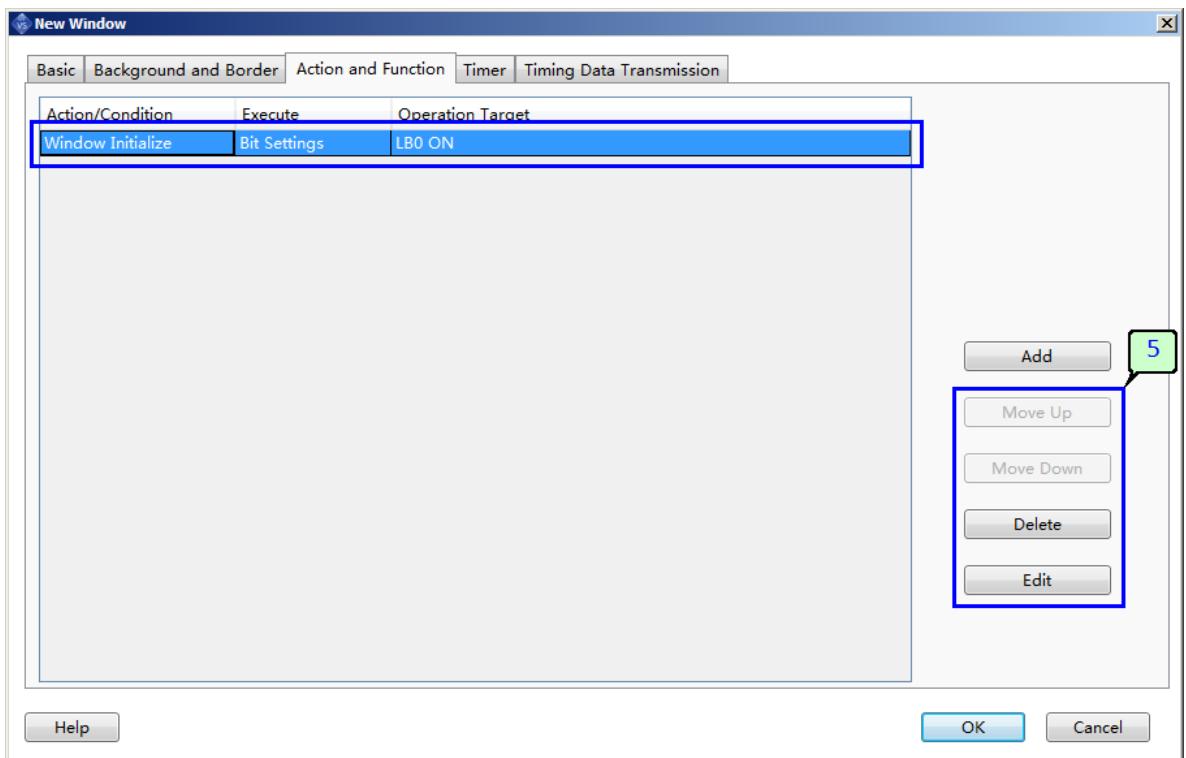 VS New Window
Basic Background and Border Action and Function Timer Timing Data Transmission
Action/Condition Execute Operation Target
Window Initialize Bit Settings LB0 ON
Add
5
Move Up
Move Down
Delete
Edit
Help OK Cancel